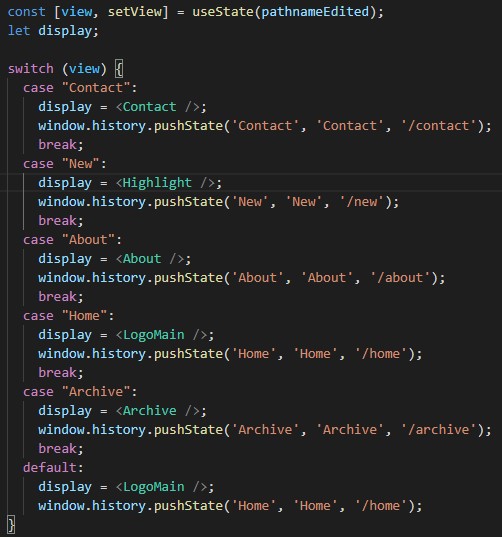 const [view, setView] = useState(pathnameEdited);
let display;

switch (view) {
  case "Contact":
    display = <Contact />;
    window.history.pushState('Contact', 'Contact', '/contact');
    break;
  case "New":
    display = <Highlight />;
    window.history.pushState('New', 'New', '/new');
    break;
  case "About":
    display = <About />;
    window.history.pushState('About', 'About', '/about');
    break;
  case "Home":
    display = <LogoMain />;
    window.history.pushState('Home', 'Home', '/home');
    break;
  case "Archive":
    display = <Archive />;
    window.history.pushState('Archive', 'Archive', '/archive');
    break;
  default:
    display = <LogoMain />;
    window.history.pushState('Home', 'Home', '/home');
}